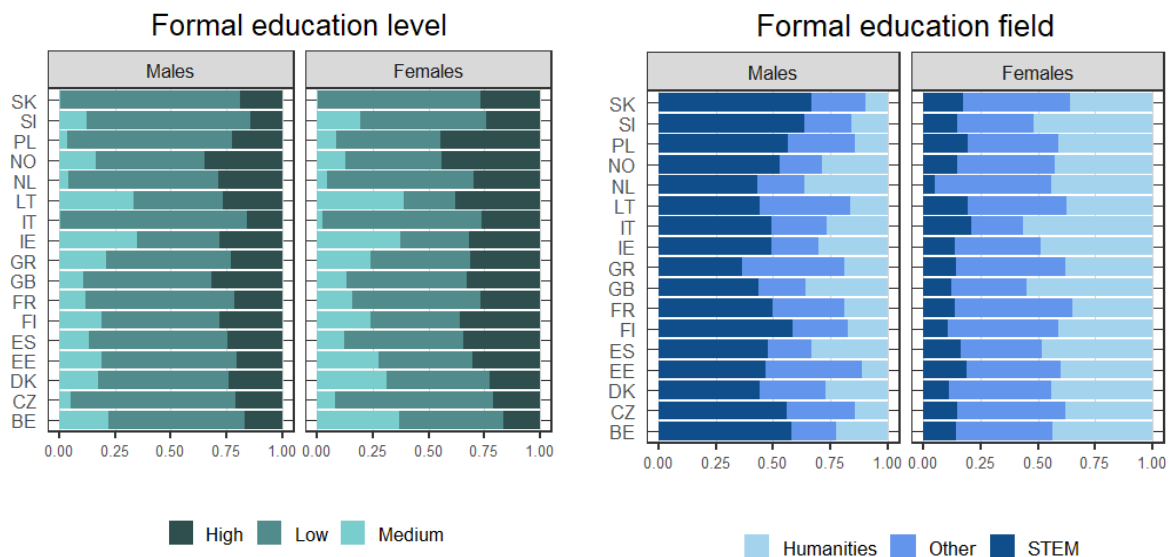 Formal education level
Males Females
SK
SI
PL
NO
NL
LT
IT
IE
GR
GB
FR
FI
ES
EE
DK
CZ
BE
0.00 0.25 0.50 0.75 1.00 0.00 0.25 0.50 0.75 1.00
High Low Medium
Formal education field
Males Females
SK
SI
PL
NO
NL
LT
IT
IE
GR
GB
FR
FI
ES
EE
DK
CZ
BE
0.00 0.25 0.50 0.75 1.00 0.00 0.25 0.50 0.75 1.00
Humanities Other STEM